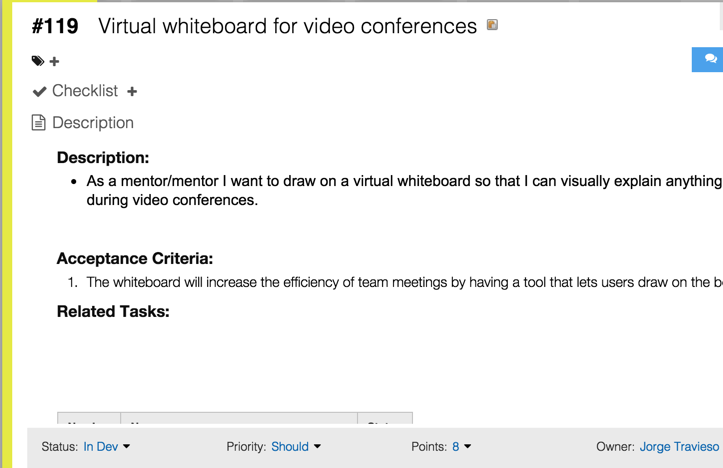 #119 Virtual whiteboard for video conferences
Checklist
Description
Description:
• As a mentor/mentor I want to draw on a virtual whiteboard so that I can visually explain anything
during video conferences.
Acceptance Criteria:
1. The whiteboard will increase the efficiency of team meetings by having a tool that lets users draw on the
Related Tasks:
Status: In Dev Priority: Should Points: 8 Owner: Jorge Travieso